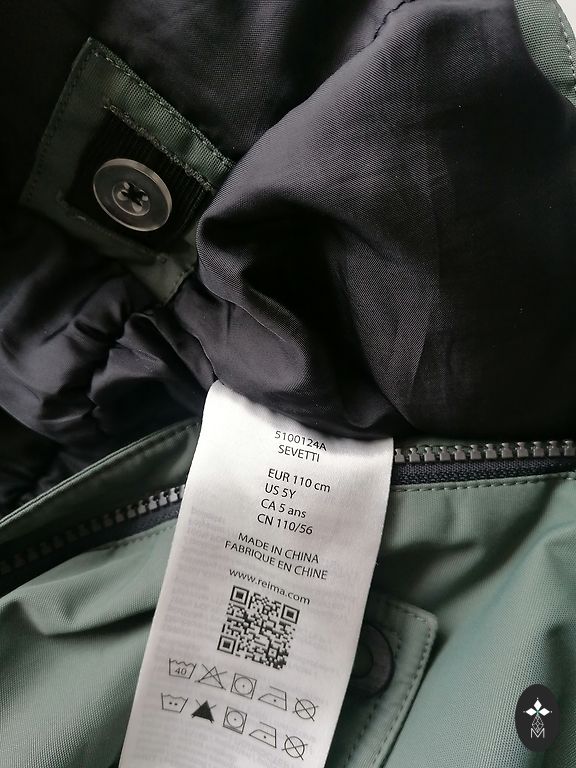 5100124A
SEVETTI
EUR 110 cm
US 5Y
CA 5 ans
CN 110/56
MADE IN CHINA
FABRIQUE EN CHINE
www.reima.com
40
M